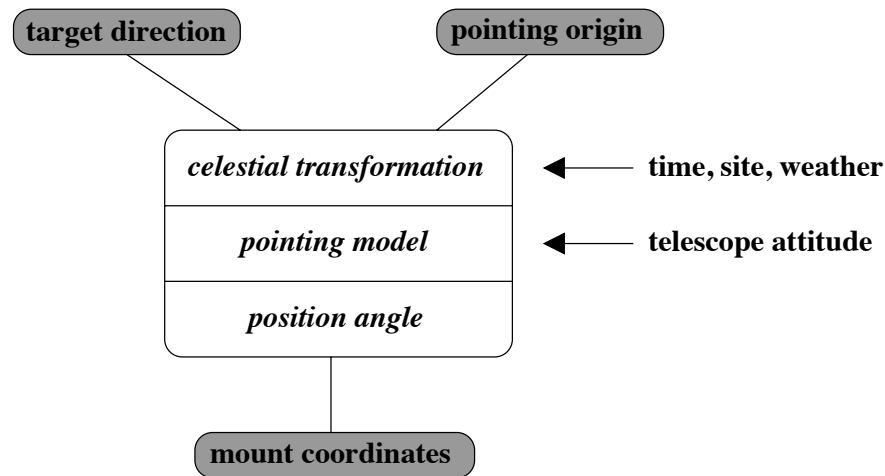 target direction
pointing origin
celestial transformation
time, site, weather
pointing model
telescope attitude
position angle
mount coordinates